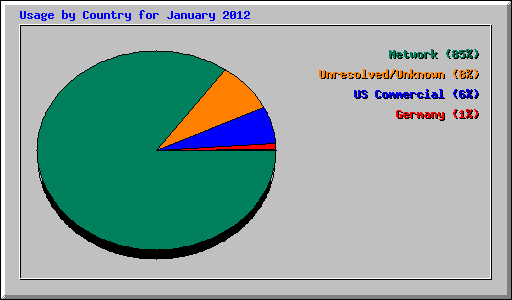 Usage by Country for January 2012
Network (85%)
Unresolved/Unknown (8%)
US Commercial (6%)
Germany (1%)